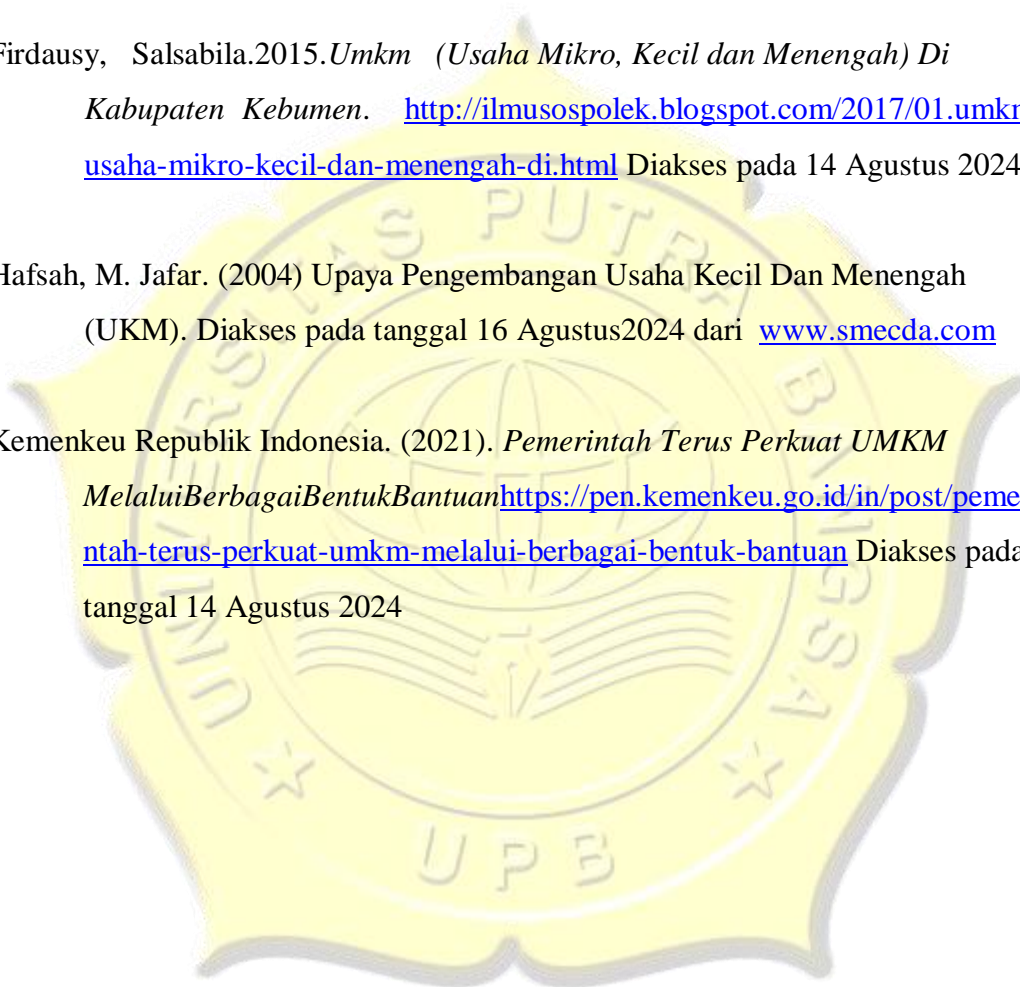 Firdausy, Salsabila.2015.Umkm (Usaha Mikro, Kecil dan Menengah) Di
Kabupaten Kebumen. http://ilmusospolek.blogspot.com/2017/01.umkm
usaha-mikro-kecil-dan-menengah-di.html Diakses pada 14 Agustus 2024
Hafsah, M. Jafar. (2004) Upaya Pengembangan Usaha Kecil Dan Menengah
(UKM). Diakses pada tanggal 16 Agustus2024 dari www.smecda.com
Kemenkeu Republik Indonesia. (2021). Pemerintah Terus Perkuat UMKM
MelaluiBerbagaiBentukBantuanhttps://pen.kemenkeu.go.id/in/post/peme
ntah-terus-perkuat-umkm-melalui-berbagai-bentuk-bantuan Diakses pada
tanggal 14 Agustus 2024
UNIVERSITAS PUTRA BANGSA
UPB